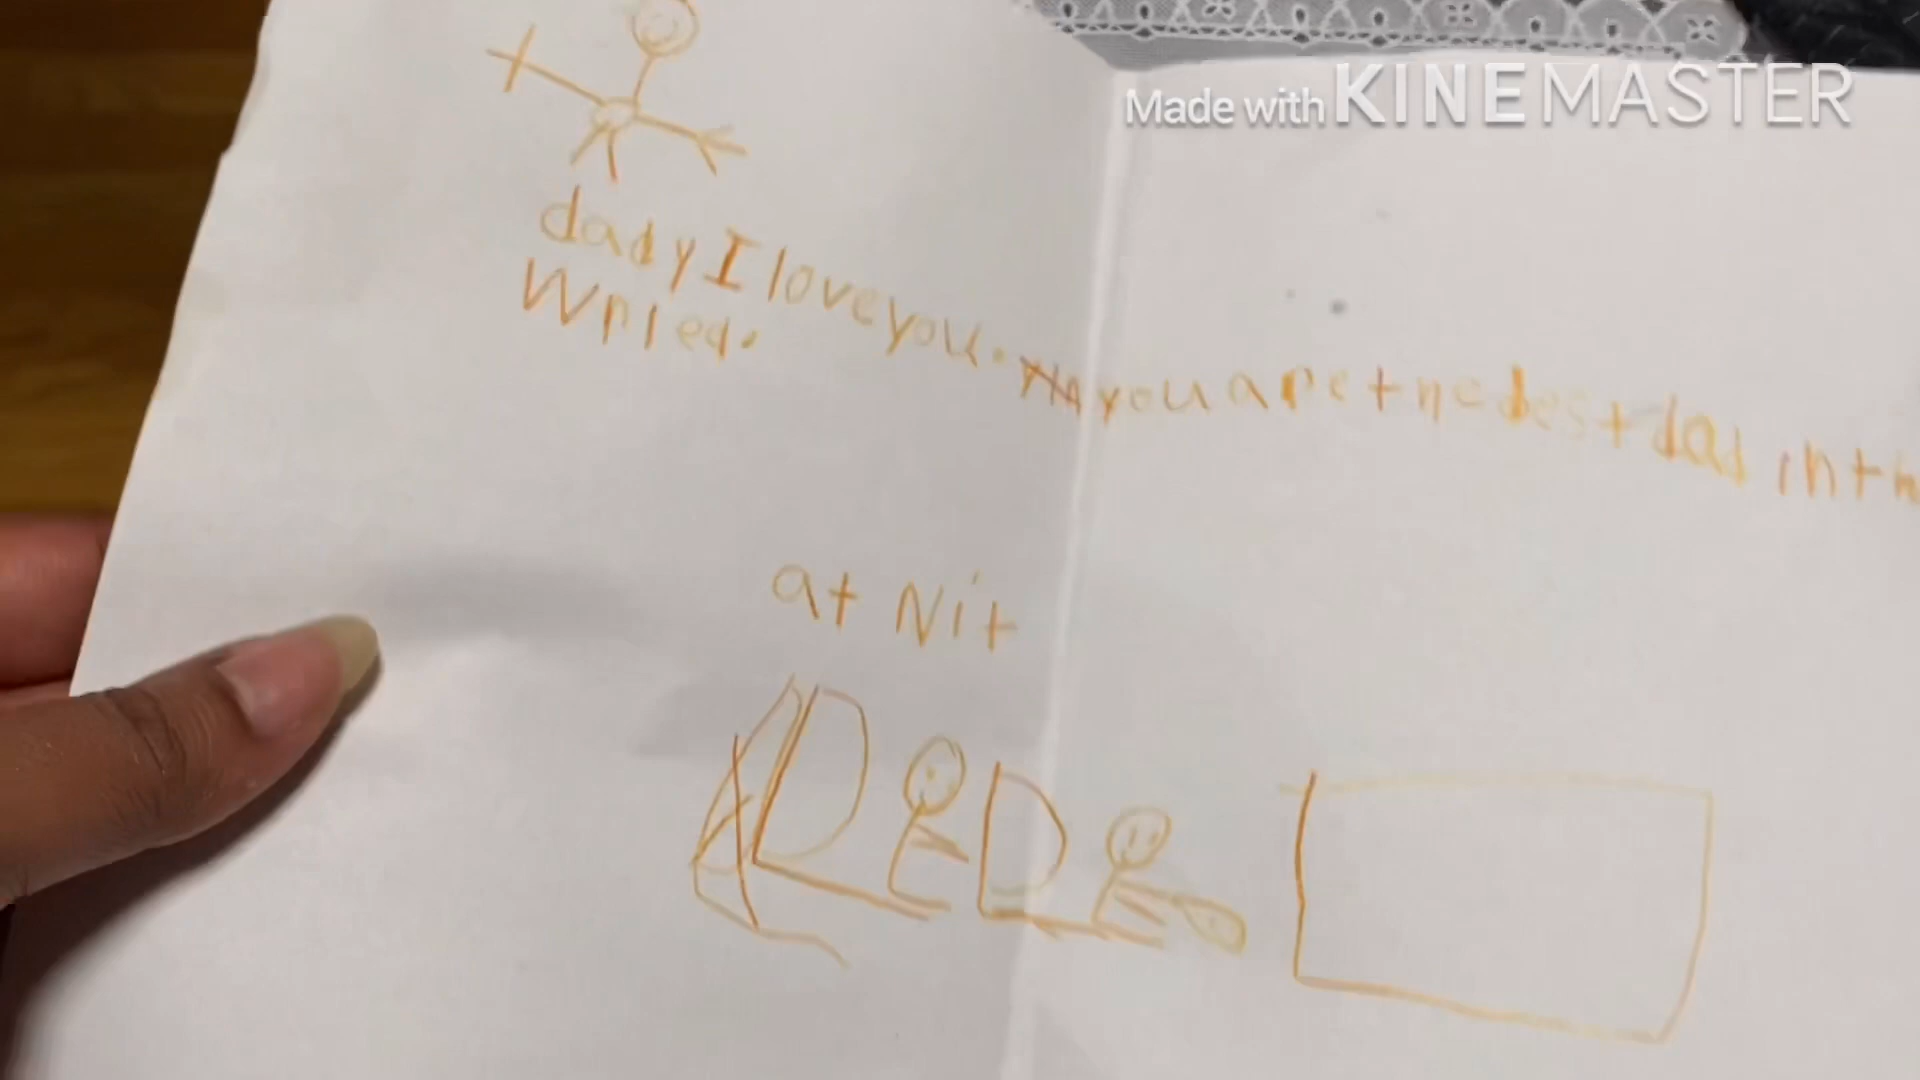 Made with KINEMASTER
dady I love you. you are the best dad in th
Wrled.
at Nit